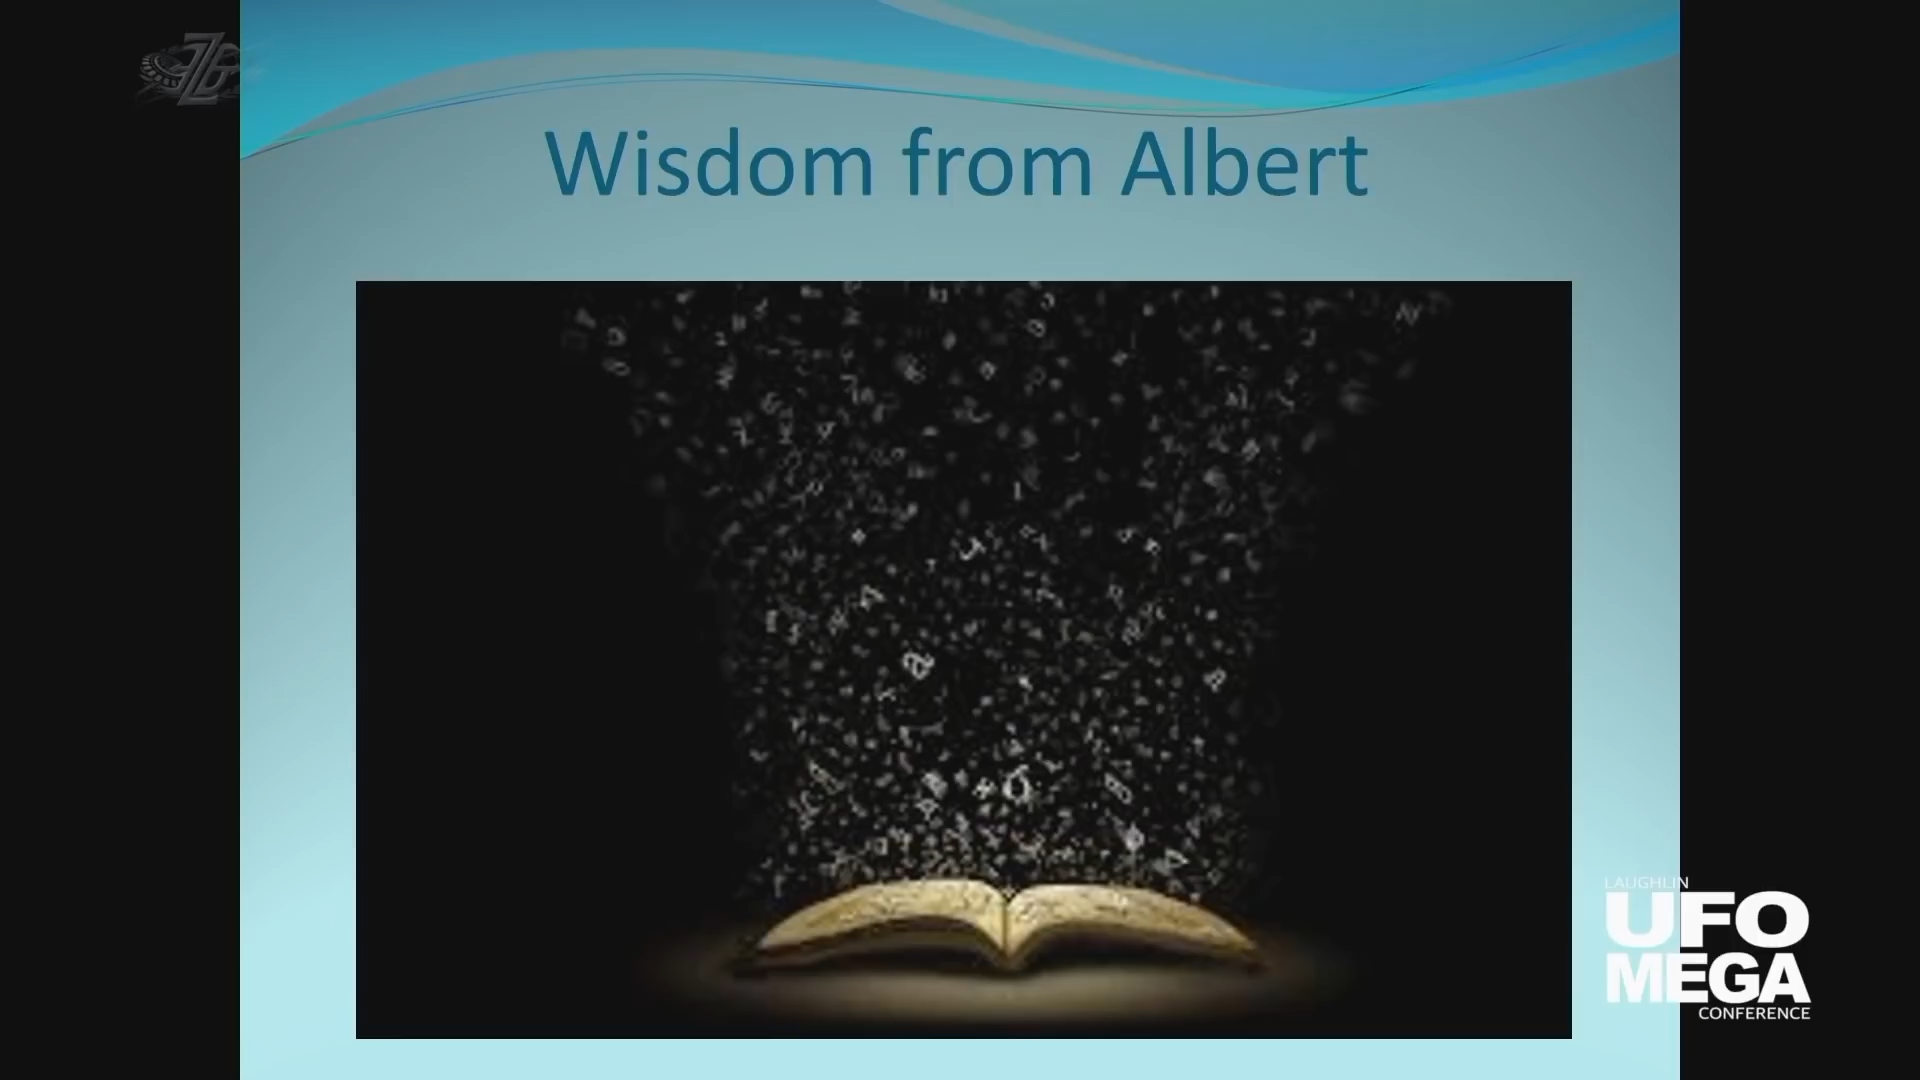 Wisdom from Albert
LAUGHLIN
UFO
MEGA
CONFERENCE